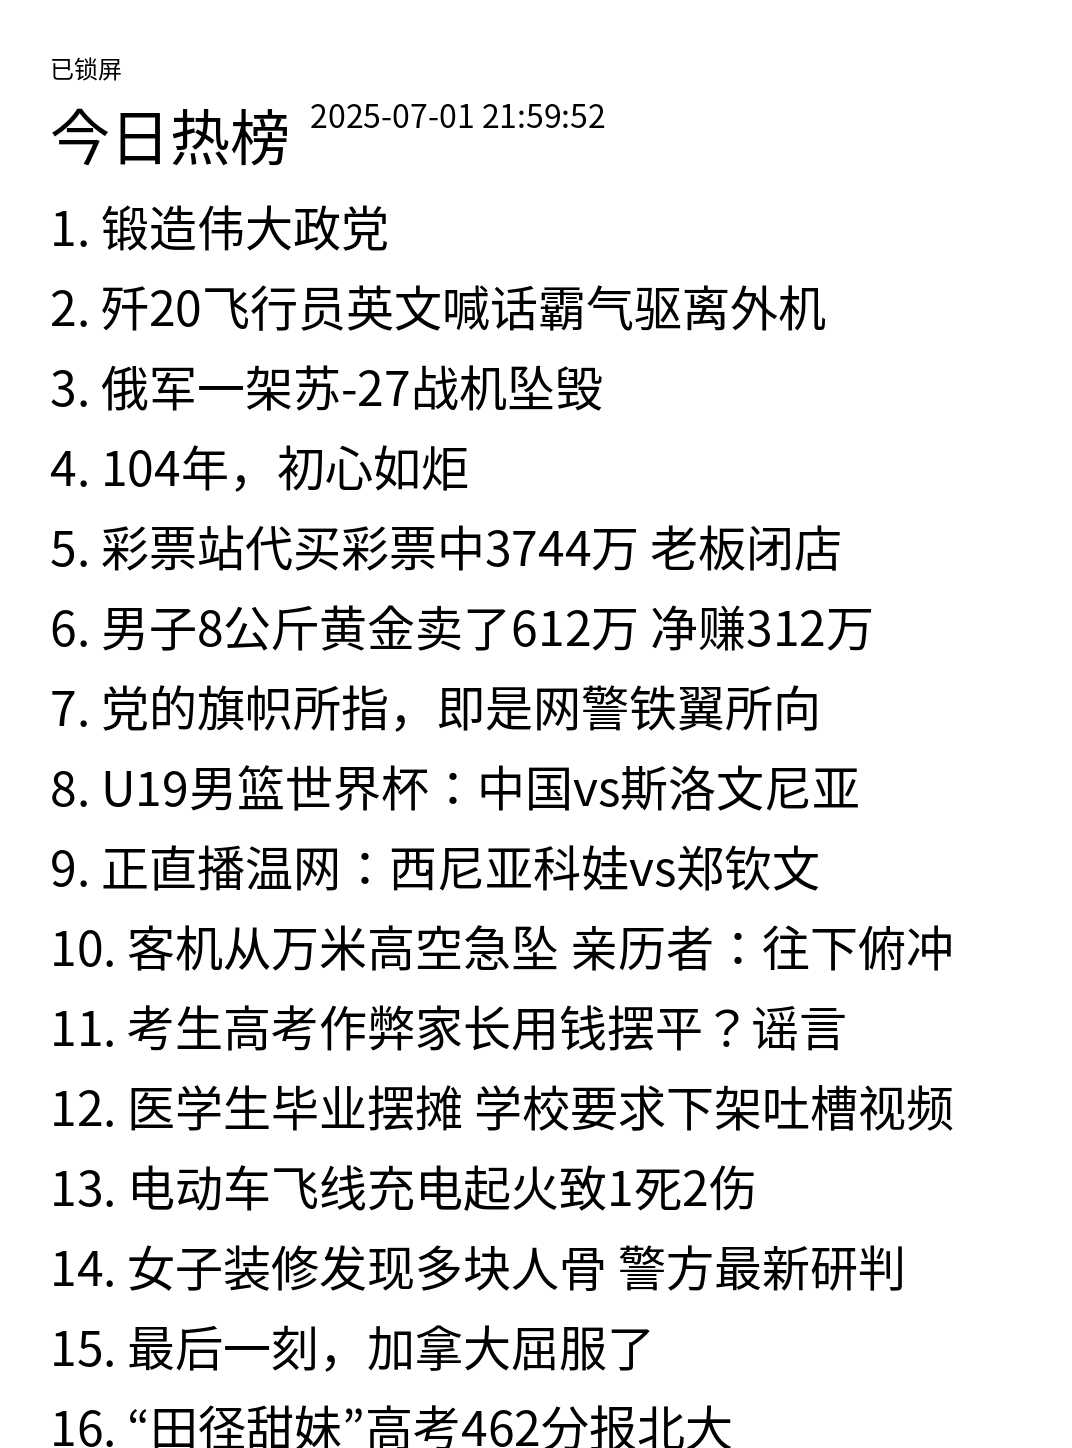 已锁屏
今日热榜 2025-07-01 21:59:52
1. 锻造伟大政党
2. 歼20飞行员英文喊话霸气驱离外机
3. 俄军一架苏-27战机坠毁
4. 104年，初心如炬
5. 彩票站代买彩票中3744万 老板闭店
6. 男子8公斤黄金卖了612万 净赚312万
7. 党的旗帜所指，即是网警铁翼所向
8. U19男篮世界杯：中国vs斯洛文尼亚
9. 正直播温网：西尼亚科娃vs郑钦文
10. 客机从万米高空急坠 亲历者：往下俯冲
11. 考生高考作弊家长用钱摆平？谣言
12. 医学生毕业摆摊 学校要求下架吐槽视频
13. 电动车飞线充电起火致1死2伤
14. 女子装修发现多块人骨 警方最新研判
15. 最后一刻，加拿大屈服了
16. “田径甜妹”高考462分报北大